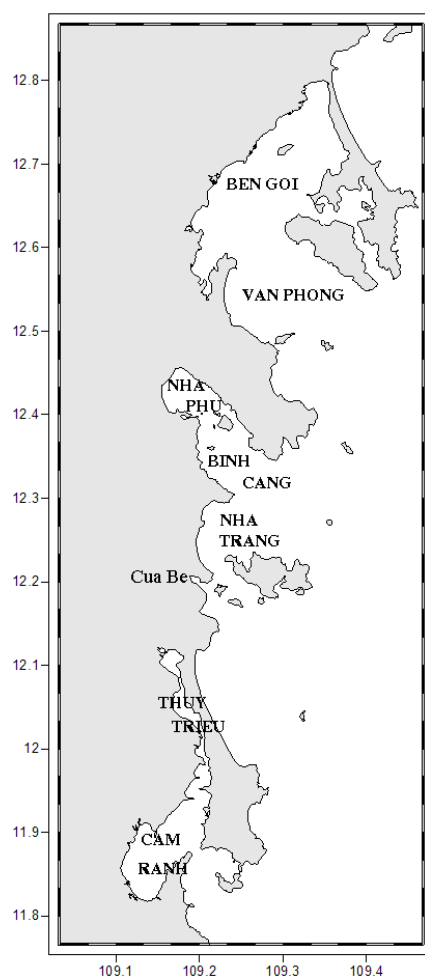 12.8
12.7
BEN GOI
12.6
VAN PHONG
12.5
NHA
PHU
12.4
BINH
CANG
12.3
NHA
TRANG
Cua Be
12.2
12.1
THUY
TRIEU
12
11.9
CAM
RANH
11.8
109.1 109.2 109.3 109.4